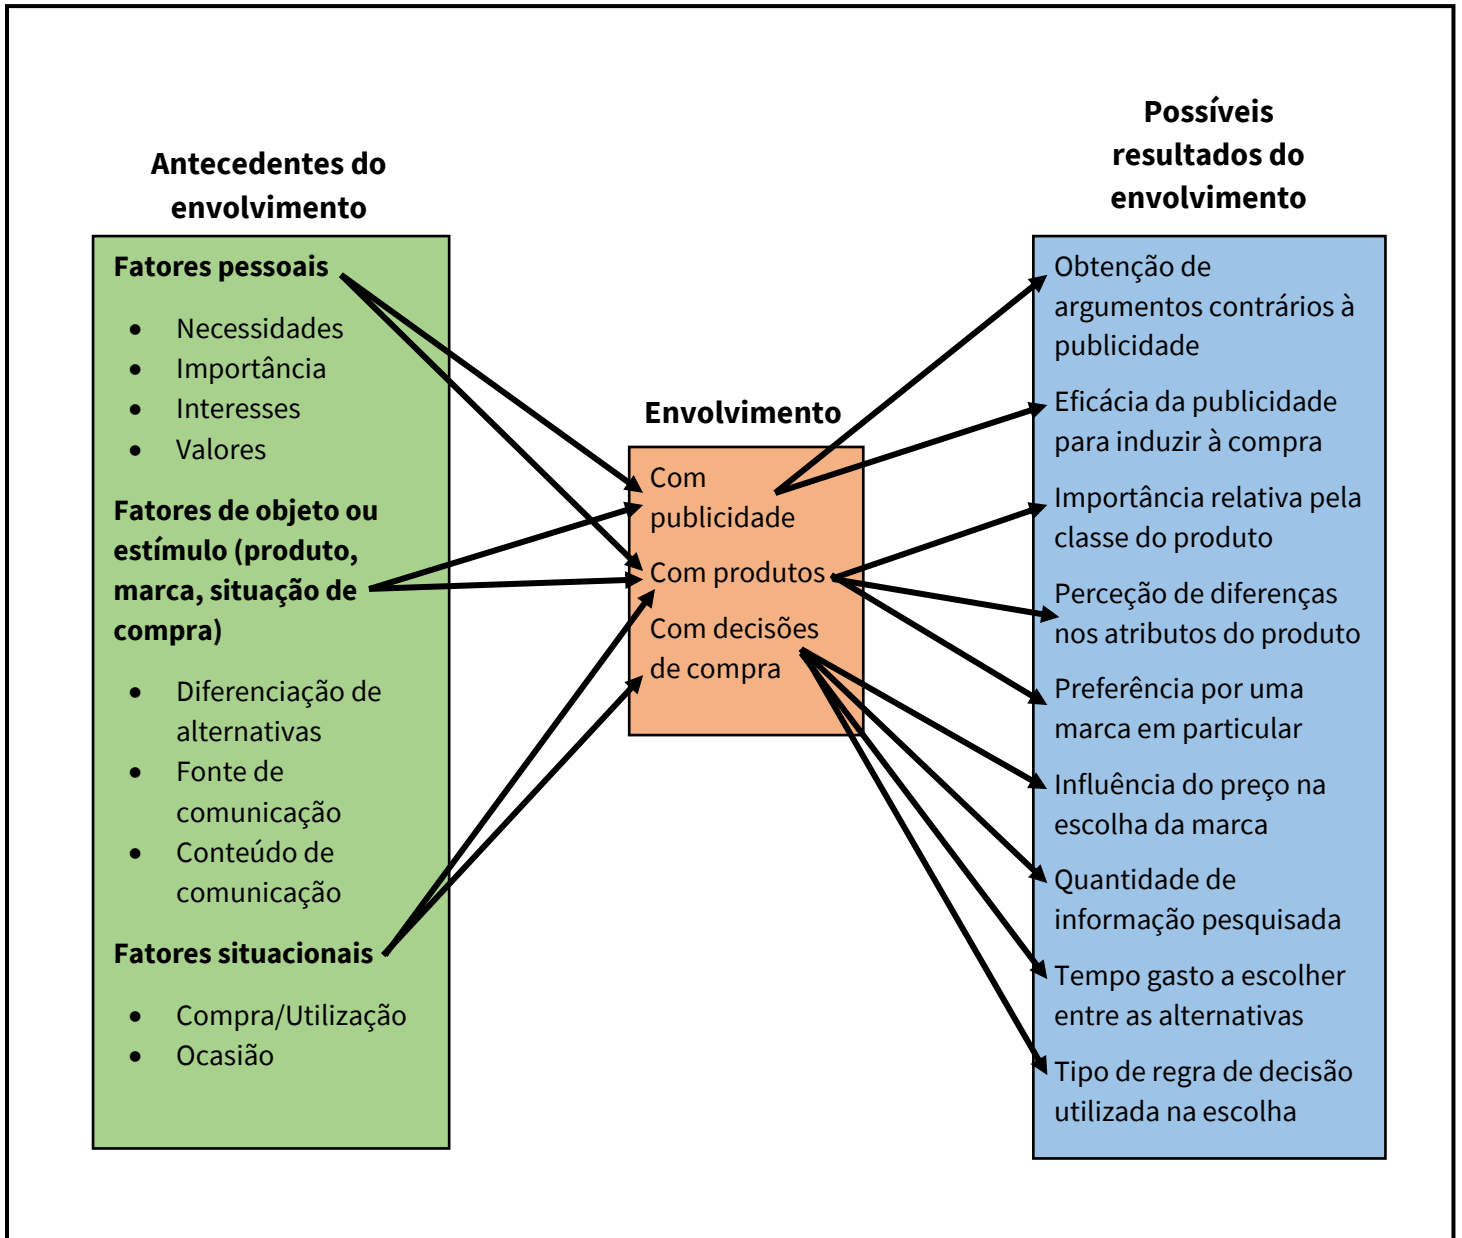 Antecedentes do
envolvimento
Fatores pessoais
• Necessidades
• Importância
• Interesses
• Valores
Fatores de objeto ou
estímulo (produto,
marca, situação de
compra)
• Diferenciação de
alternativas
• Fonte de
comunicação
• Conteúdo de
comunicação
Fatores situacionais
• Compra/Utilização
• Ocasião
Envolvimento
Com
publicidade
Com produtos
Com decisões
de compra
Possíveis
resultados do
envolvimento
Obtenção de
argumentos contrários à
publicidade
Eficácia da publicidade
para induzir à compra
Importância relativa pela
classe do produto
Perceção de diferenças
nos atributos do produto
Preferência por uma
marca em particular
Influência do preço na
escolha da marca
Quantidade de
informação pesquisada
Tempo gasto a escolher
entre as alternativas
Tipo de regra de decisão
utilizada na escolha